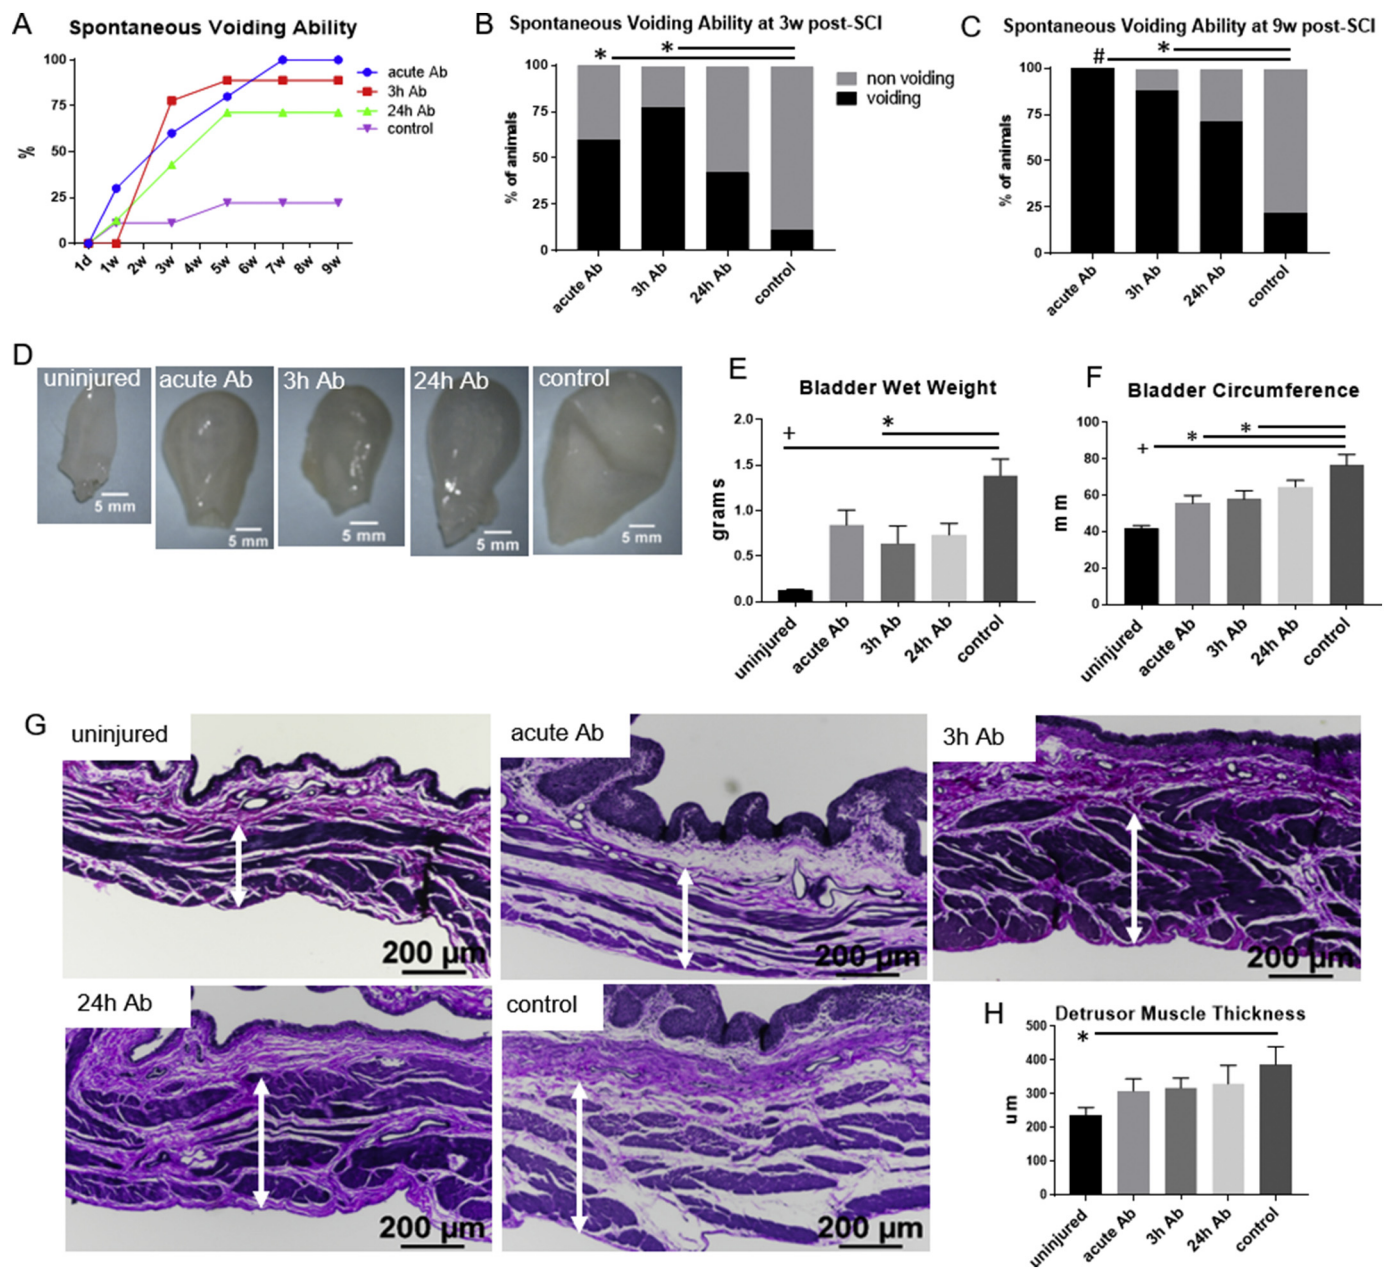 A
Spontaneous Voiding Ability
100
75
50
25
0
%
1d
1w
2w
3w
4w
5w
6w
7w
8w
9w
acute Ab
3h Ab
24h Ab
control
B
Spontaneous Voiding Ability at 3w post-SCI
*
*
100
75
50
25
0
% of animals
acute Ab
3h Ab
24h Ab
control
non voiding
voiding
C
Spontaneous Voiding Ability at 9w post-SCI
#
*
100
75
50
25
0
% of animals
acute Ab
3h Ab
24h Ab
control
D
uninjured
5 mm
acute Ab
5 mm
3h Ab
5 mm
24h Ab
5 mm
control
5 mm
E
Bladder Wet Weight
+
*
2.0
1.5
1.0
0.5
0.0
grams
uninjured
acute Ab
3h Ab
24h Ab
control
F
Bladder Circumference
+
*
*
100
80
60
40
20
0
mm
uninjured
acute Ab
3h Ab
24h Ab
control
G
uninjured
200 µm
acute Ab
200 µm
3h Ab
200 µm
24h Ab
200 µm
control
200 µm
H
Detrusor Muscle Thickness
*
500
400
300
200
100
0
um
uninjured
acute Ab
3h Ab
24h Ab
control